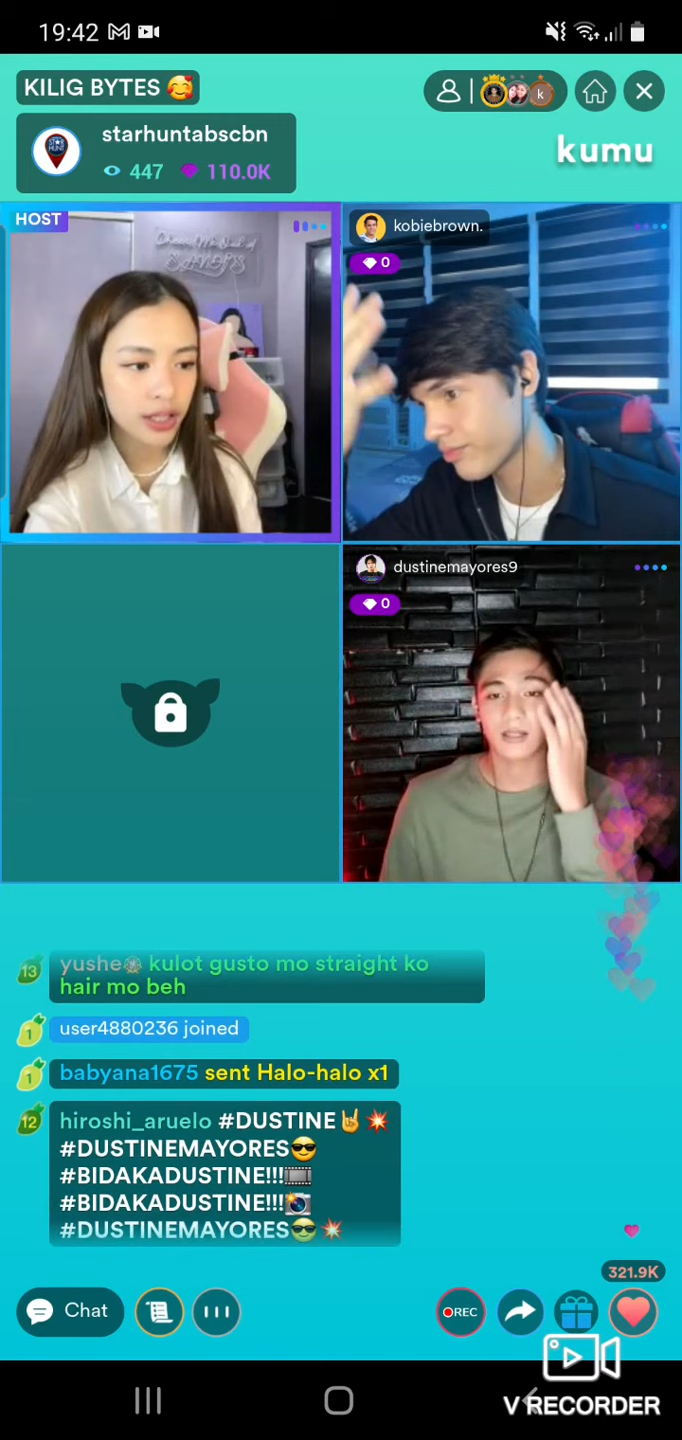 19:42
KILIG BYTES 🥰
k
starhuntabscbn
447 110.0K
kumu
HOST
kobiebrown.
0
dustinemayores9
0
13 yushe kulot gusto mo straight ko
hair mo beh
1 user4880236 joined
1 babyana1675 sent Halo-halo x1
12 hiroshi_aruelo #DUSTINE🤘💥
#DUSTINEMAYORES😎
#BIDAKADUSTINE!!!🎞️
#BIDAKADUSTINE!!!📸
#DUSTINEMAYORES😎💥
321.9K
Chat
REC
V RECORDER